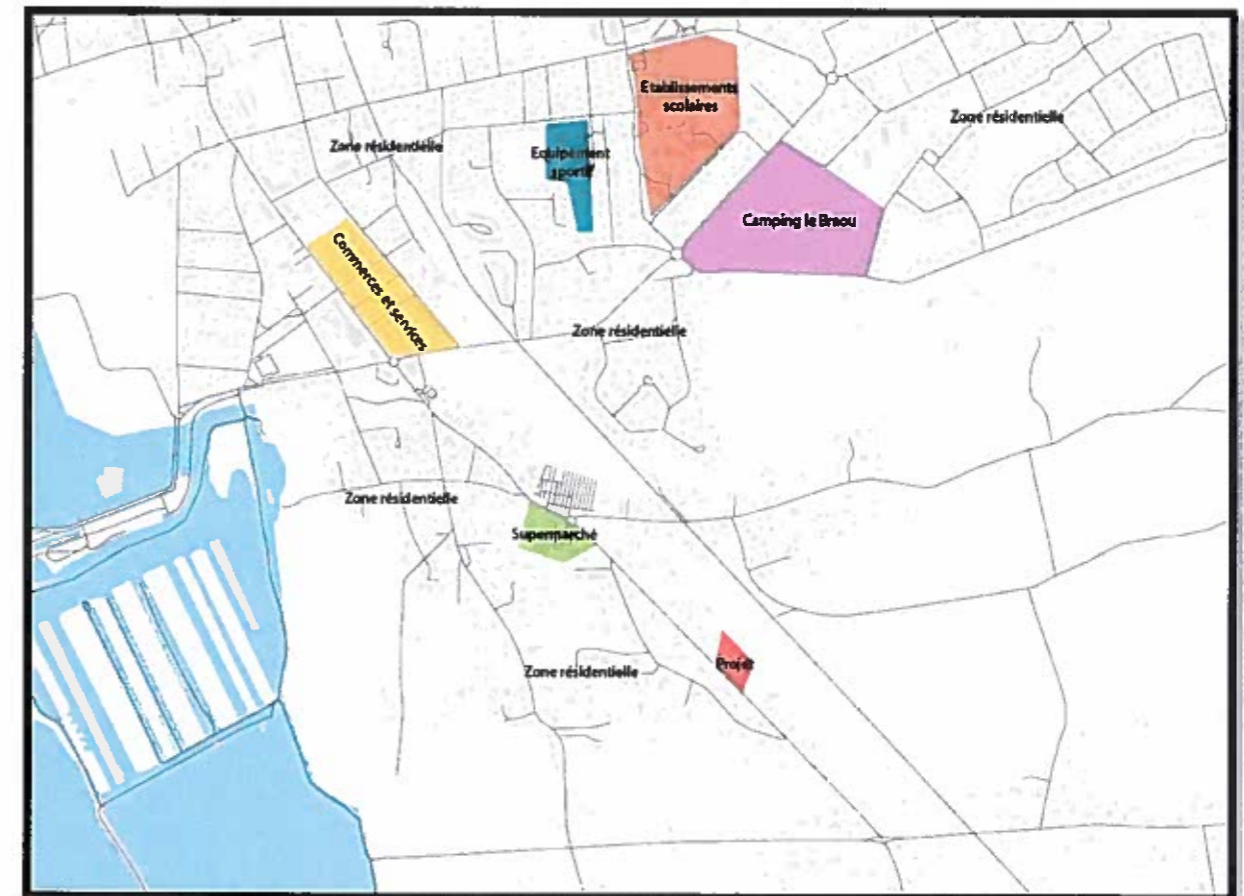 Etablissements
scolaires
Zone résidentielle
Zone résidentielle
Equipement
sportif
Camping le Braou
Commerces et services
Zone résidentielle
Zone résidentielle
Supermarché
Projet
Zone résidentielle